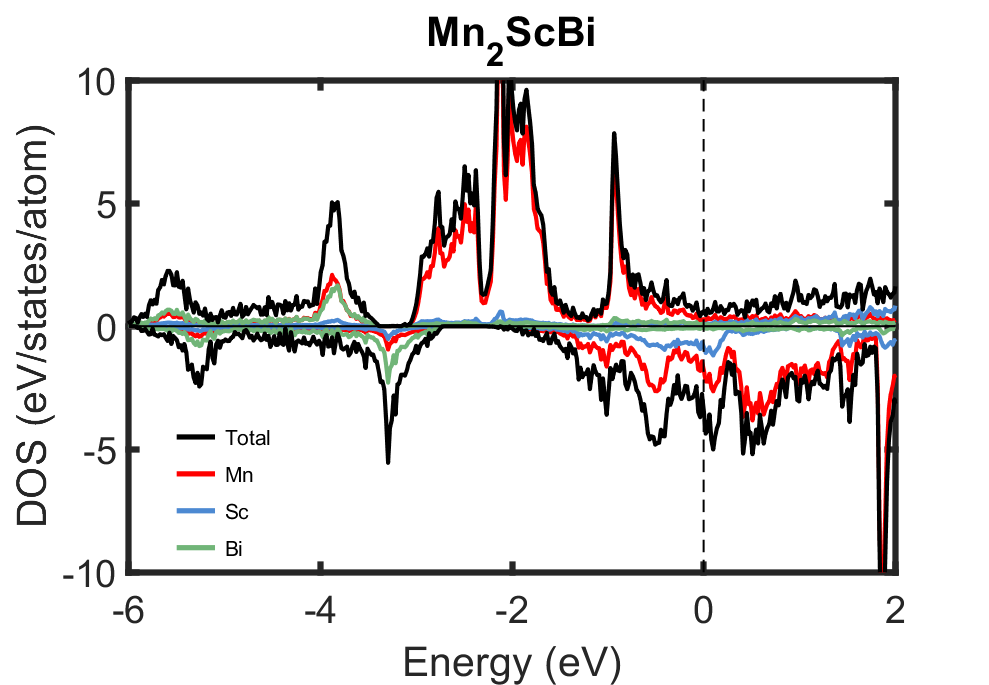 Mn₂ScBi
10
5
0
-5
-10
DOS (eV/states/atom)
Total
Mn
Sc
Bi
-6 -4 -2 0 2
Energy (eV)